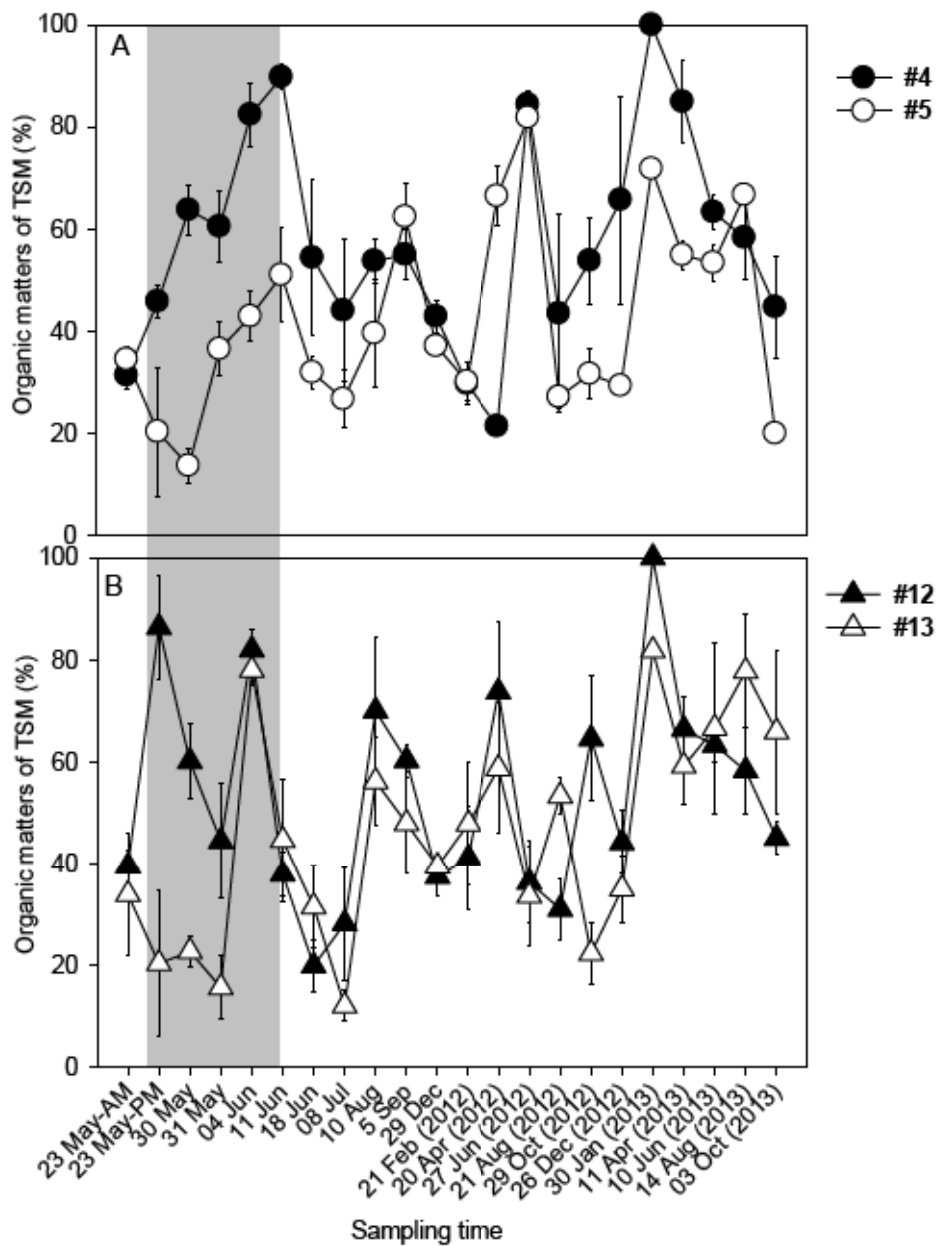 A
100
80
60
40
20
0
Organic matters of TSM (%)
#4
#5
B
100
80
60
40
20
0
Organic matters of TSM (%)
#12
#13
23 May-AM
23 May-PM
30 May
31 May
04 Jun
11 Jun
18 Jun
08 Jul
10 Aug
5 Sep
29 Dec
21 Feb (2012)
20 Apr (2012)
27 Jun (2012)
21 Aug (2012)
29 Oct (2012)
26 Dec (2012)
30 Jan (2013)
11 Apr (2013)
10 Jun (2013)
14 Aug (2013)
03 Oct (2013)
Sampling time